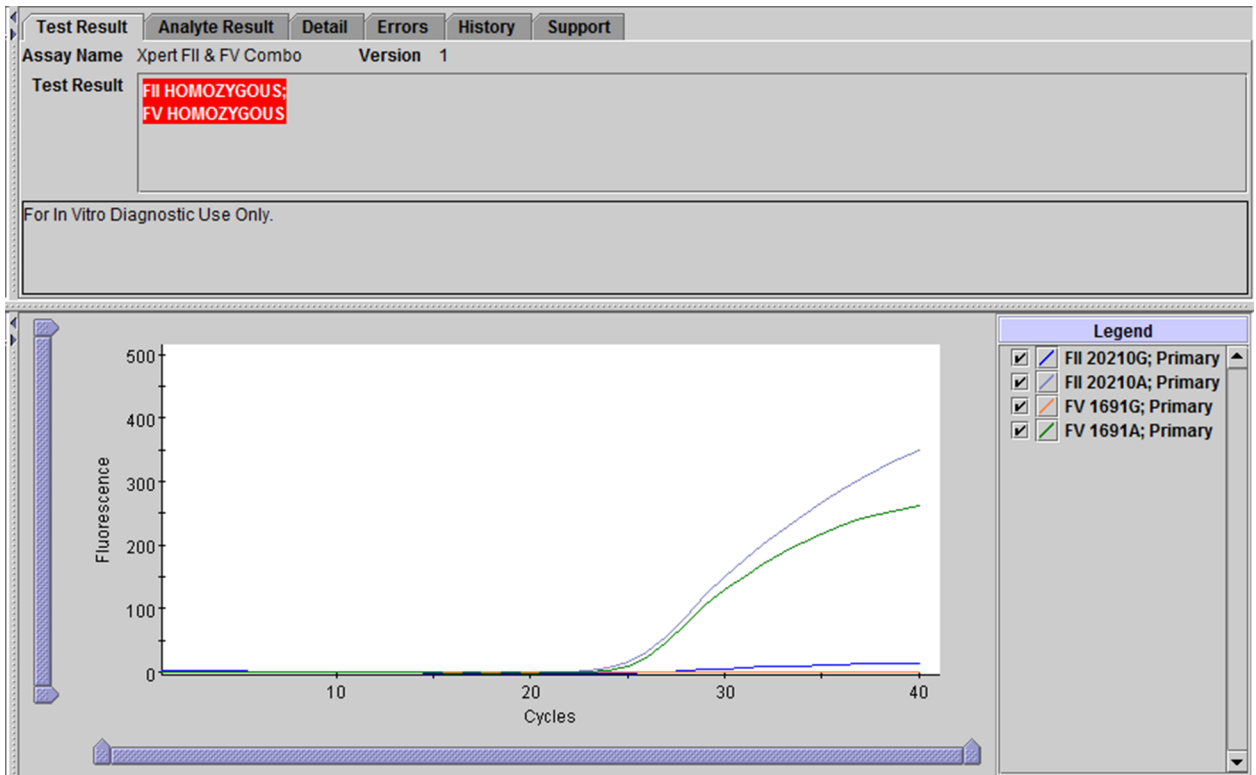 Test Result Analyte Result Detail Errors History Support
Assay Name Xpert FII & FV Combo Version 1
Test Result
FII HOMOZYGOUS;
FV HOMOZYGOUS
For In Vitro Diagnostic Use Only.
500
400
300
200
100
0
Fluorescence
10 20 30 40
Cycles
Legend
FII 20210G; Primary
FII 20210A; Primary
FV 1691G; Primary
FV 1691A; Primary